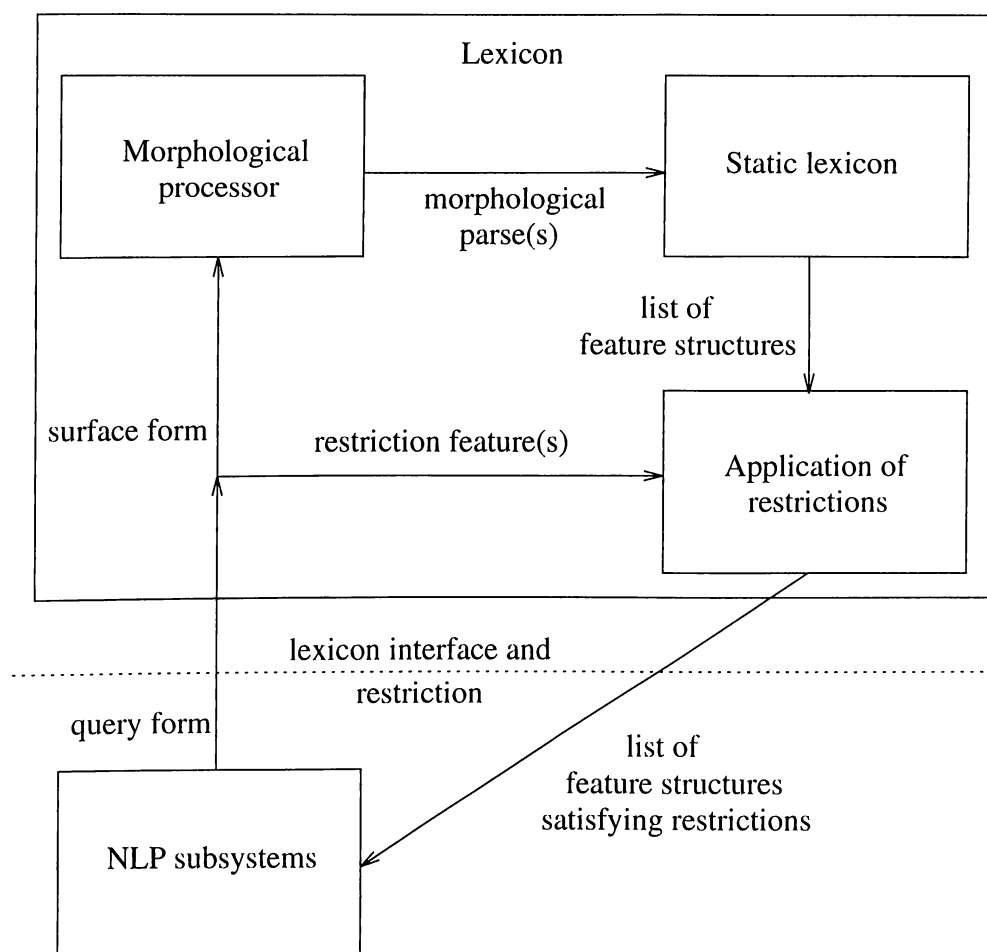 Lexicon
Morphological
processor
Static lexicon
morphological
parse(s)
list of
feature structures
surface form
restriction feature(s)
Application of
restrictions
lexicon interface and
restriction
query form
list of
feature structures
satisfying restrictions
NLP subsystems